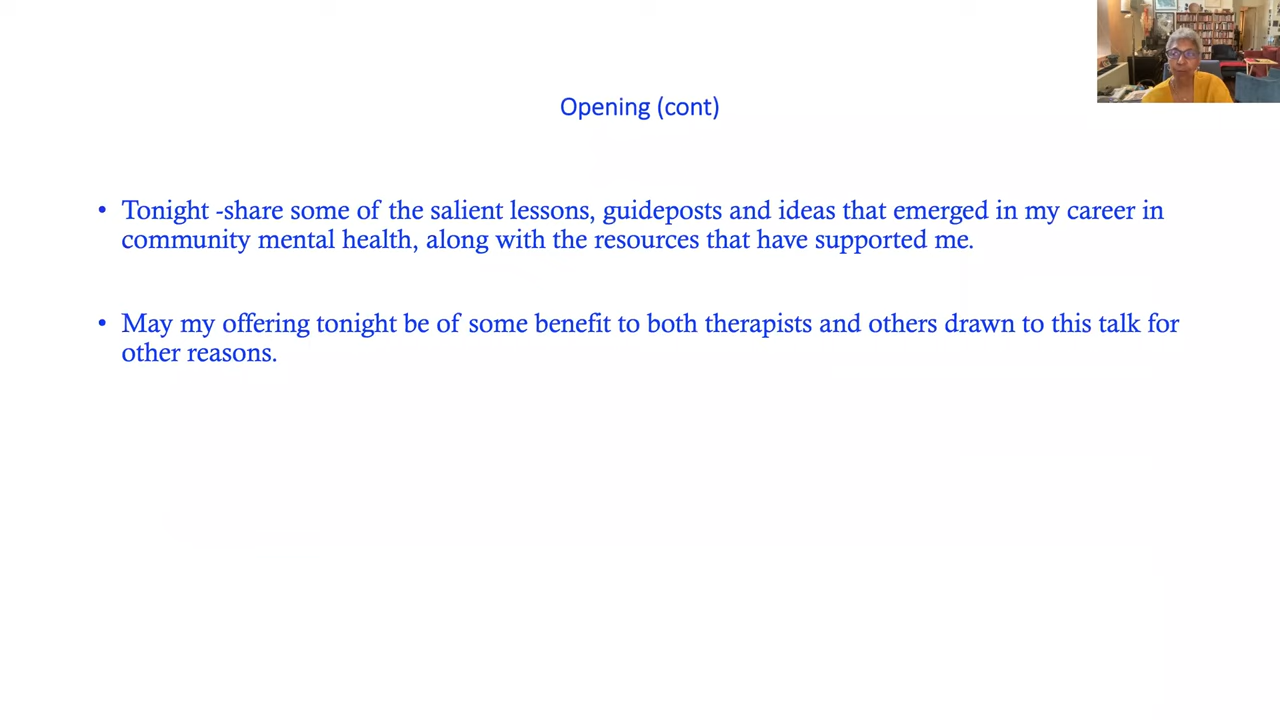 Opening (cont)
• Tonight -share some of the salient lessons, guideposts and ideas that emerged in my career in
community mental health, along with the resources that have supported me.
• May my offering tonight be of some benefit to both therapists and others drawn to this talk for
other reasons.